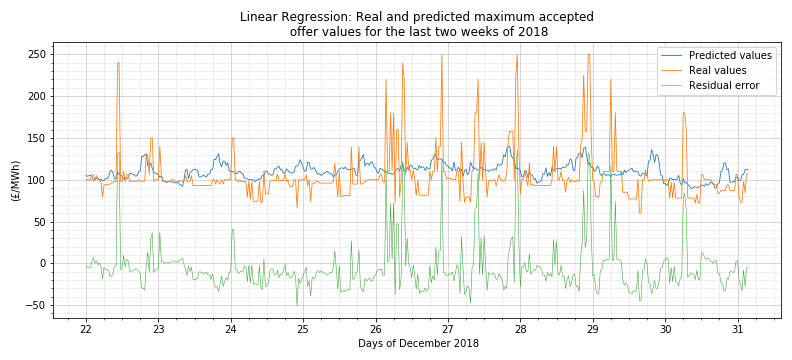 Linear Regression: Real and predicted maximum accepted
offer values for the last two weeks of 2018
Predicted values
Real values
Residual error
250
200
150
100
50
0
−50
(£/MWh)
22 23 24 25 26 27 28 29 30 31
Days of December 2018